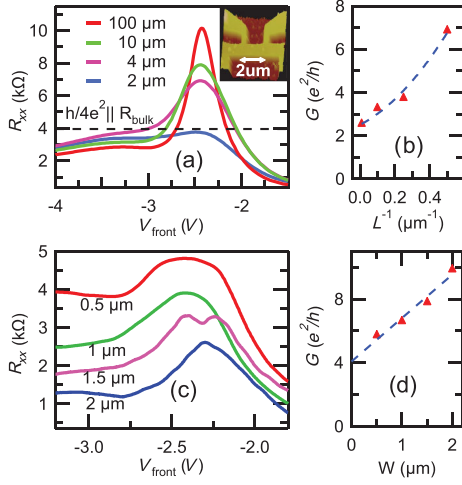 100 μm
10 μm
4 μm
2 μm
2um
h/4e²|| R_bulk
(a)
R_xx (kΩ)
10
8
6
4
2
-4
-3
-2
V_front (V)
G (e²/h)
8
6
4
2
0
(b)
0.0
0.2
0.4
L⁻¹ (μm⁻¹)
R_xx (kΩ)
5
4
3
2
1
0.5 μm
1 μm
1.5 μm
2 μm
(c)
-3.0
-2.5
-2.0
V_front (V)
G (e²/h)
8
4
0
(d)
0
1
2
W (μm)